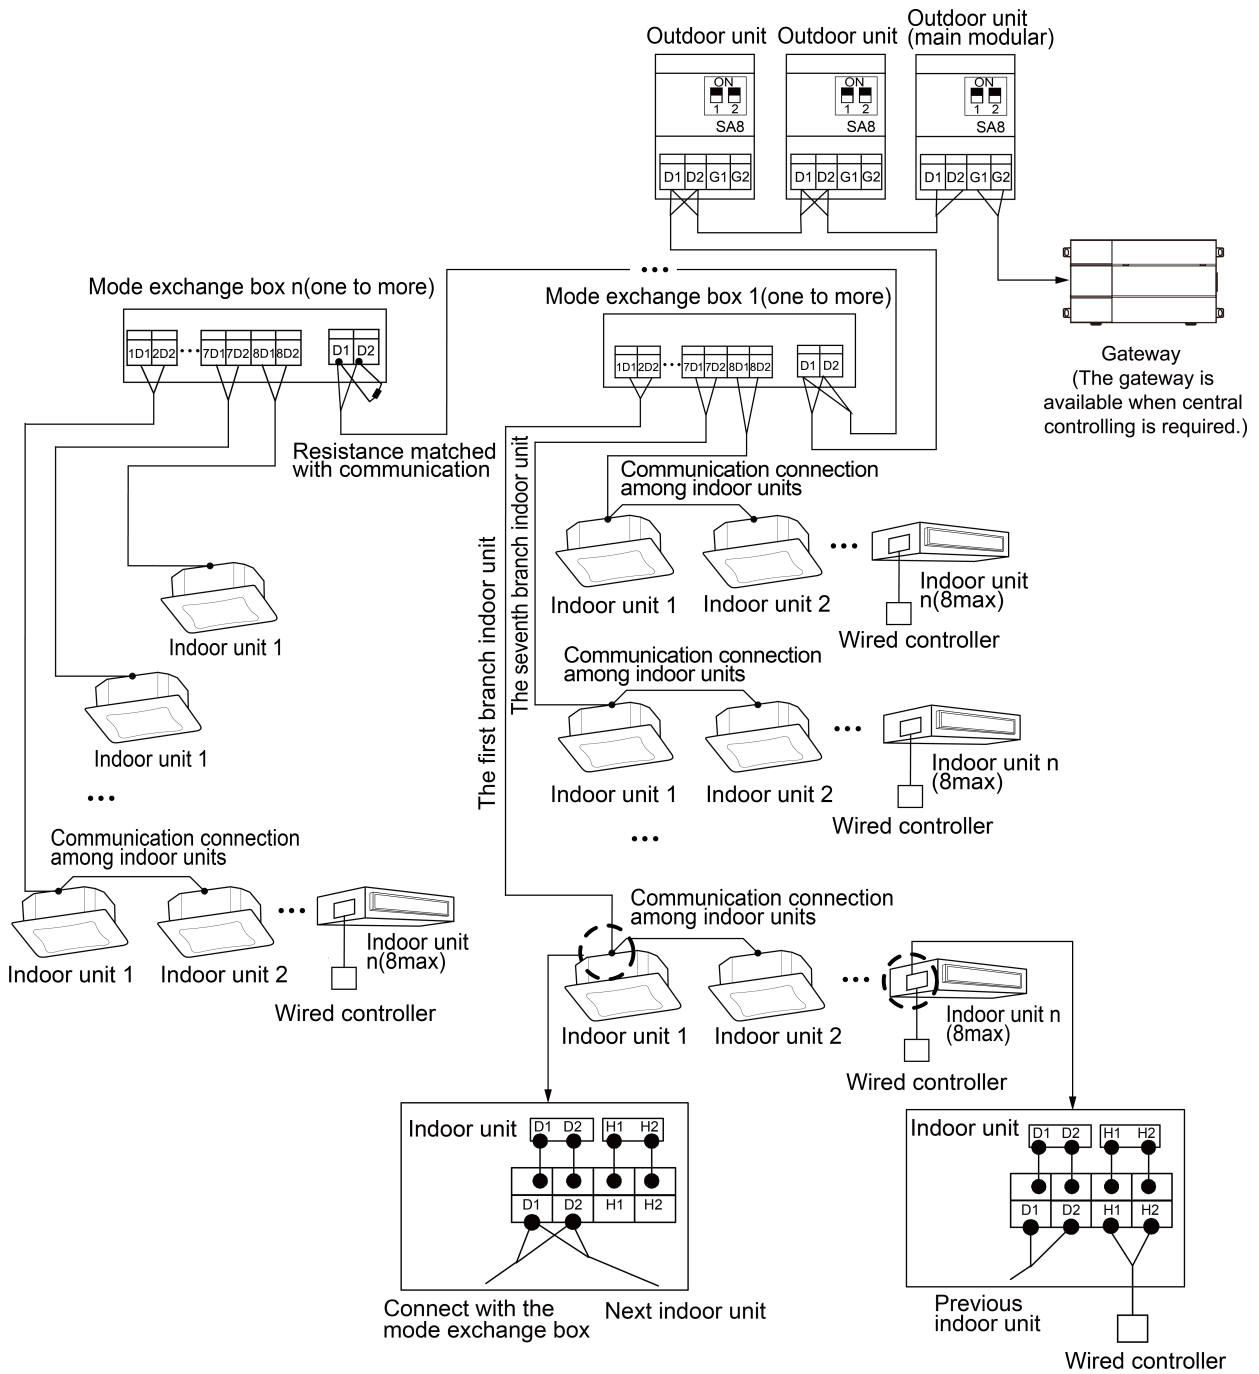 Outdoor unit
Outdoor unit
Outdoor unit
(main modular)
ON
1 2
SA8
D1 D2 G1 G2
ON
1 2
SA8
D1 D2 G1 G2
ON
1 2
SA8
D1 D2 G1 G2
Gateway
(The gateway is
available when central
controlling is required.)
Mode exchange box n(one to more)
1D1 2D2 ••• 7D1 7D2 8D1 8D2
D1 D2
Resistance matched
with communication
•••
Mode exchange box 1(one to more)
1D1 2D2 ••• 7D1 7D2 8D1 8D2
D1 D2
Indoor unit 1
Indoor unit 1
•••
Communication connection
among indoor units
•••
Indoor unit 1
Indoor unit 2
Indoor unit
n(8max)
Wired controller
The first branch indoor unit
The seventh branch indoor unit
Communication connection
among indoor units
•••
Indoor unit 1
Indoor unit 2
Indoor unit
n(8max)
Wired controller
Communication connection
among indoor units
•••
Indoor unit 1
Indoor unit 2
Indoor unit n
(8max)
Wired controller
•••
Communication connection
among indoor units
•••
Indoor unit 1
Indoor unit 2
Indoor unit n
(8max)
Wired controller
Indoor unit
D1 D2 H1 H2
D1 D2 H1 H2
Connect with the
mode exchange box
Next indoor unit
Indoor unit
D1 D2 H1 H2
D1 D2 H1 H2
Previous
indoor unit
Wired controller